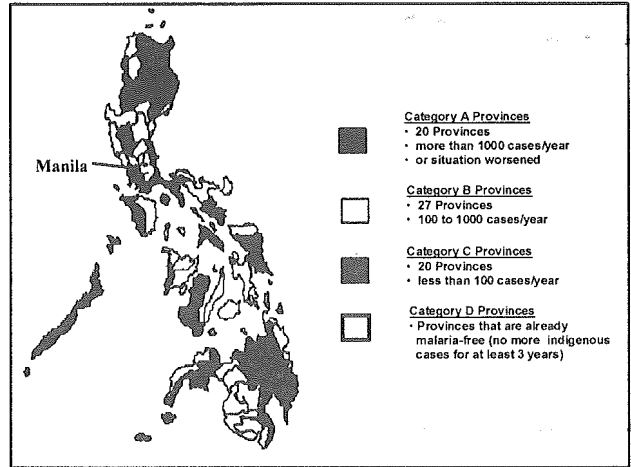 Manila
Category A Provinces
· 20 Provinces
· more than 1000 cases/year
· or situation worsened
Category B Provinces
· 27 Provinces
· 100 to 1000 cases/year
Category C Provinces
· 20 Provinces
· less than 100 cases/year
Category D Provinces
· Provinces that are already
malaria-free (no more indigenous
cases for at least 3 years)